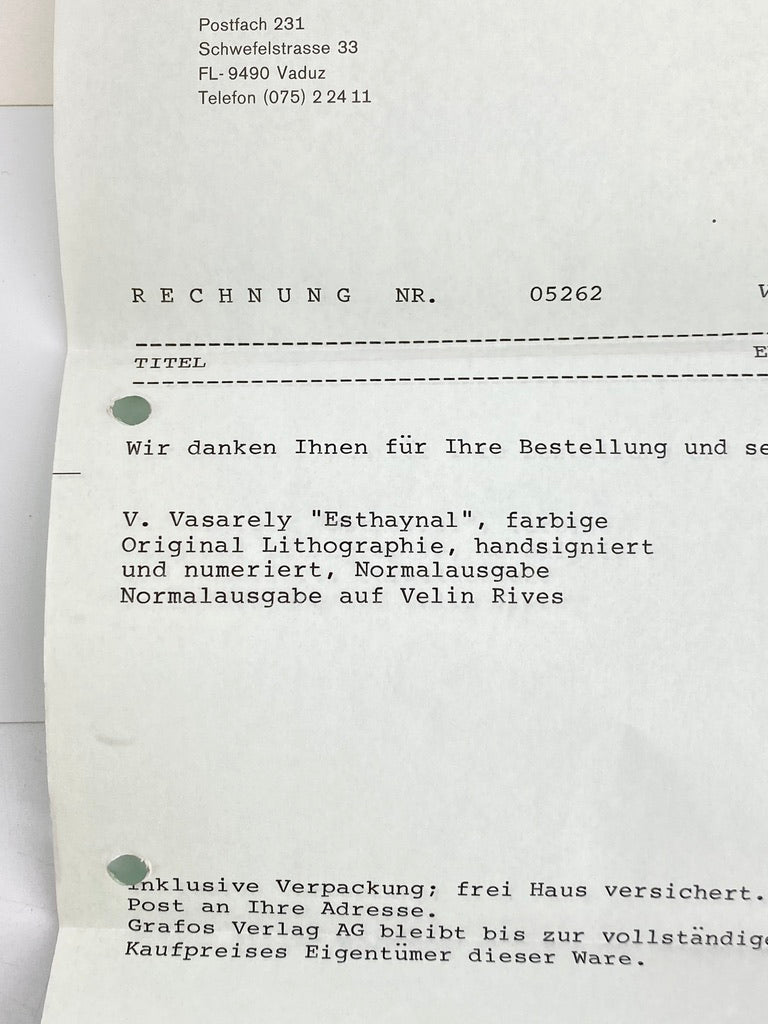 Postfach 231
Schwefelstrasse 33
FL-9490 Vaduz
Telefon (075) 2 24 11
RECHNUNG NR. 05262
TITEL
Wir danken Ihnen für Ihre Bestellung und
V. Vasarely "Esthaynal", farbige
Original Lithographie, handsigniert
und numeriert, Normalausgabe
Normalausgabe auf Velin Rives
Inklusive Verpackung; frei Haus versichert.
Post an Ihre Adresse.
Grafos Verlag AG bleibt bis zur
Kaufpreises Eigentümer dieser Ware.